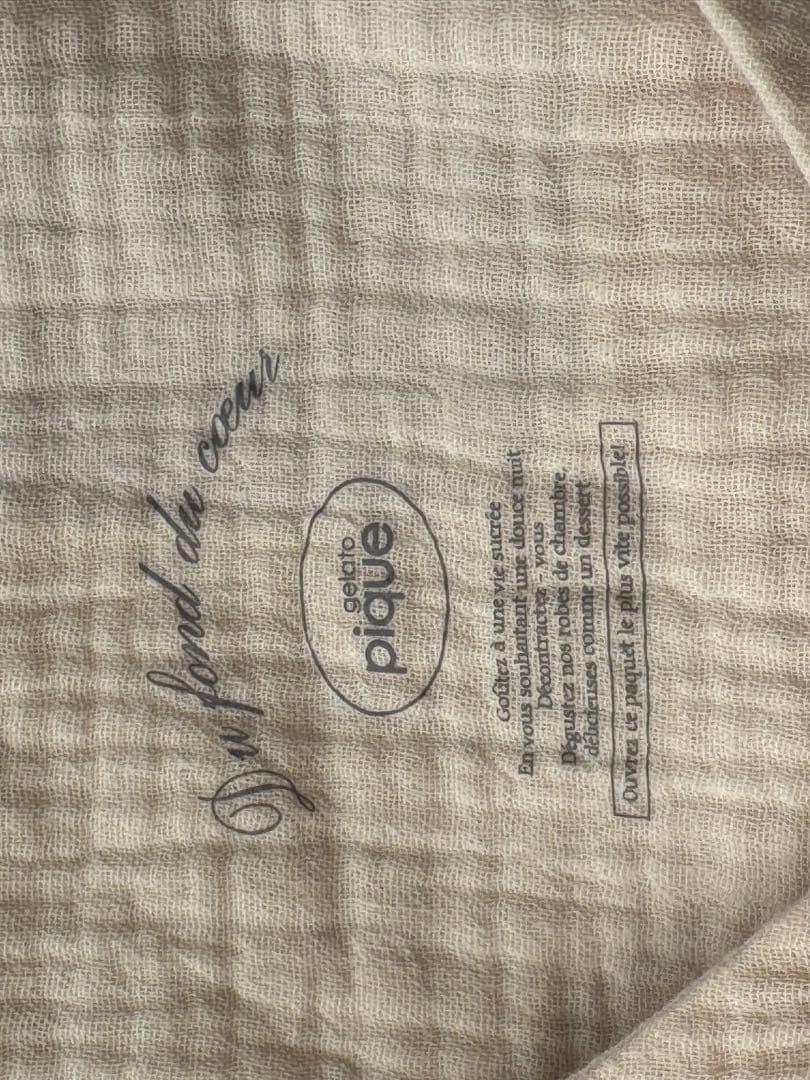 Du fond du cœur
gelato
pique
Goûtez à une vie sucrée
En vous souhaitant une douce nuit
Décontractez - vous
Dégustez nos robes de chambre,
délicieuses comme un dessert
Ouvrez ce paquet le plus vite possible!